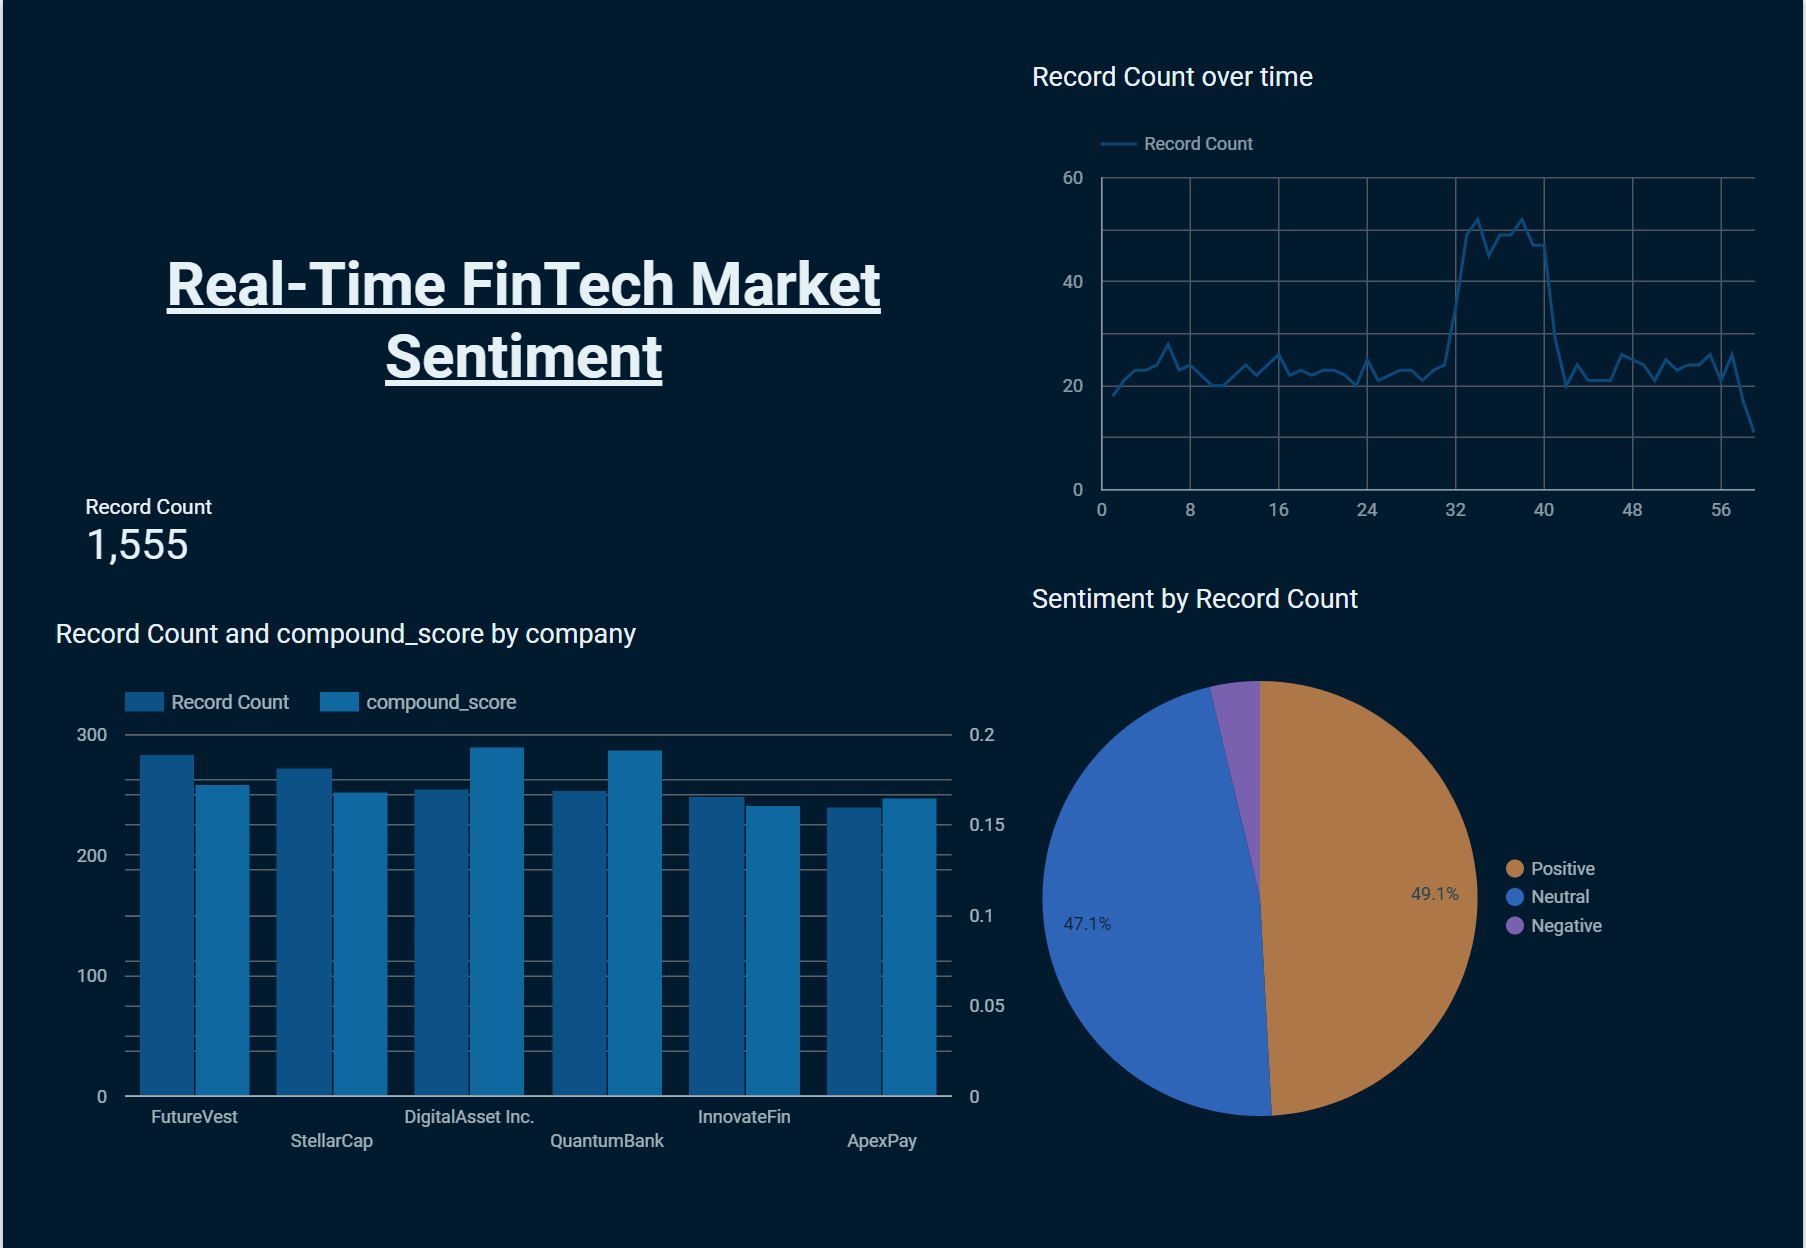 Real-Time FinTech Market
Sentiment
Record Count
1,555
Record Count over time
Record Count
60
40
20
0
0 8 16 24 32 40 48 56
Record Count and compound_score by company
Record Count compound_score
300
200
100
0
0.2
0.15
0.1
0.05
0
FutureVest DigitalAsset Inc. InnovateFin
StellarCap QuantumBank ApexPay
Sentiment by Record Count
49.1%
47.1%
Positive
Neutral
Negative